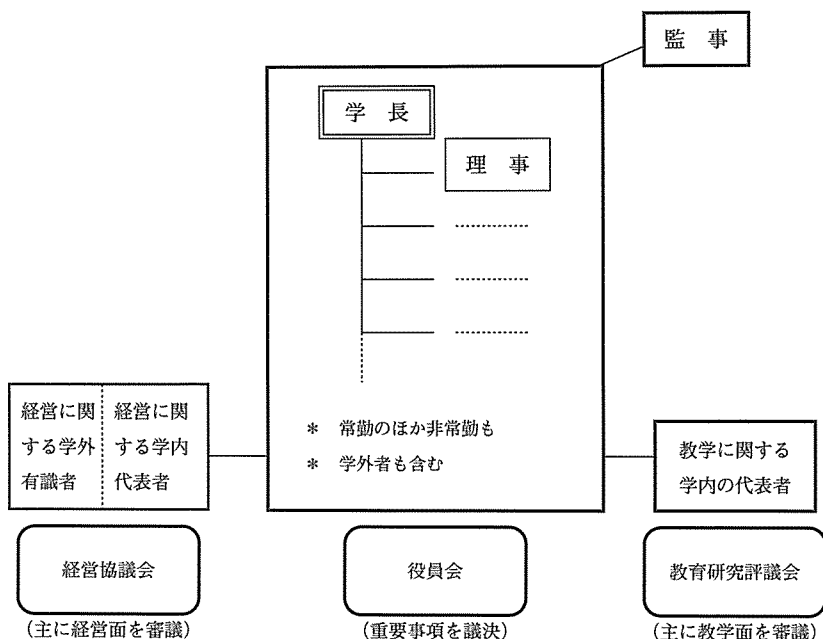 監 事
学 長
理 事
＊ 常勤のほか非常勤も
＊ 学外者も含む
経営に関
する学外
有識者
経営に関
する学内
代表者
教学に関する
学内の代表者
経営協議会
役員会
教育研究評議会
(主に経営面を審議)
(重要事項を議決)
(主に教学面を審議)